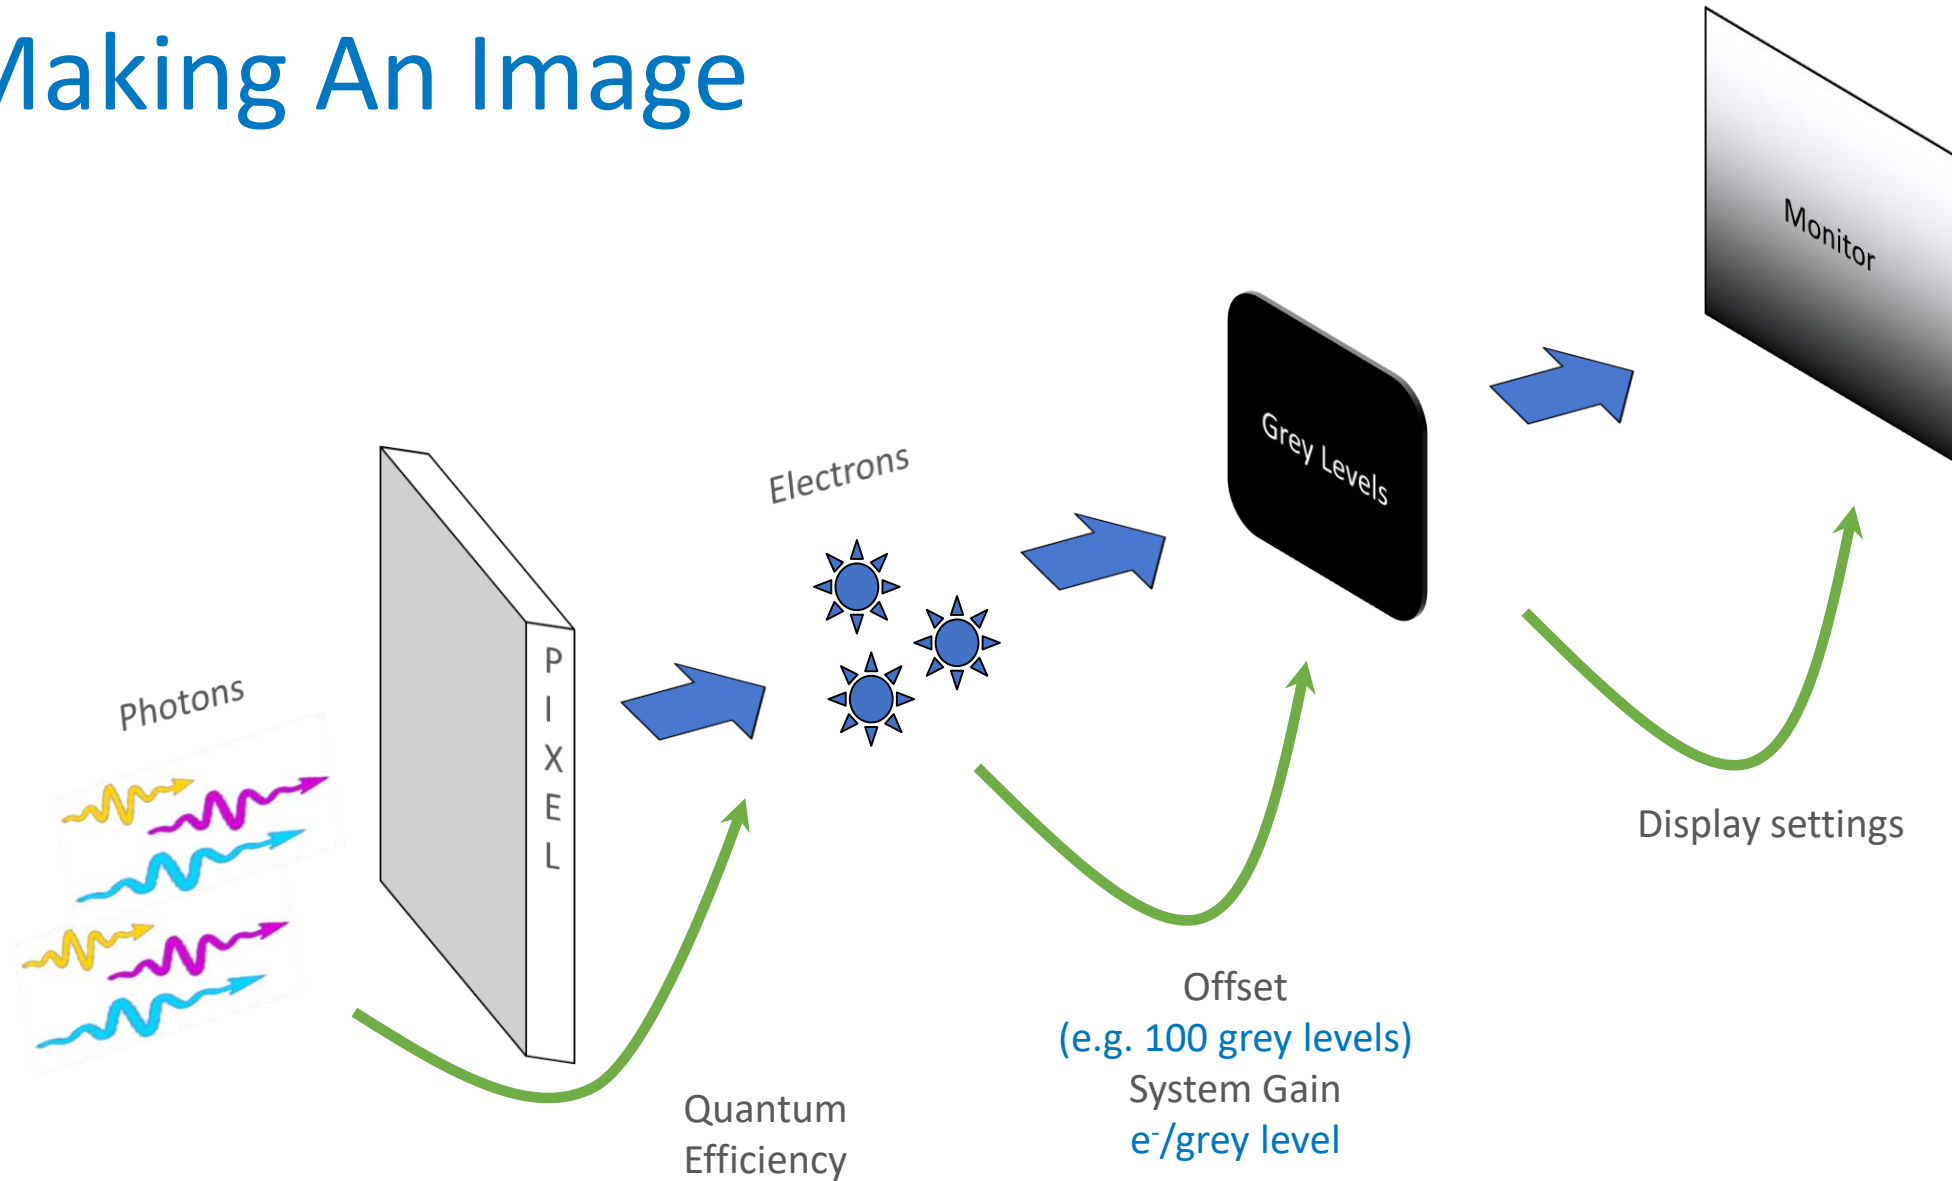 Making An Image
Monitor
Grey Levels
Electrons
PIXEL
Photons
Display settings
Offset
(e.g. 100 grey levels)
System Gain
e⁻/grey level
Quantum
Efficiency